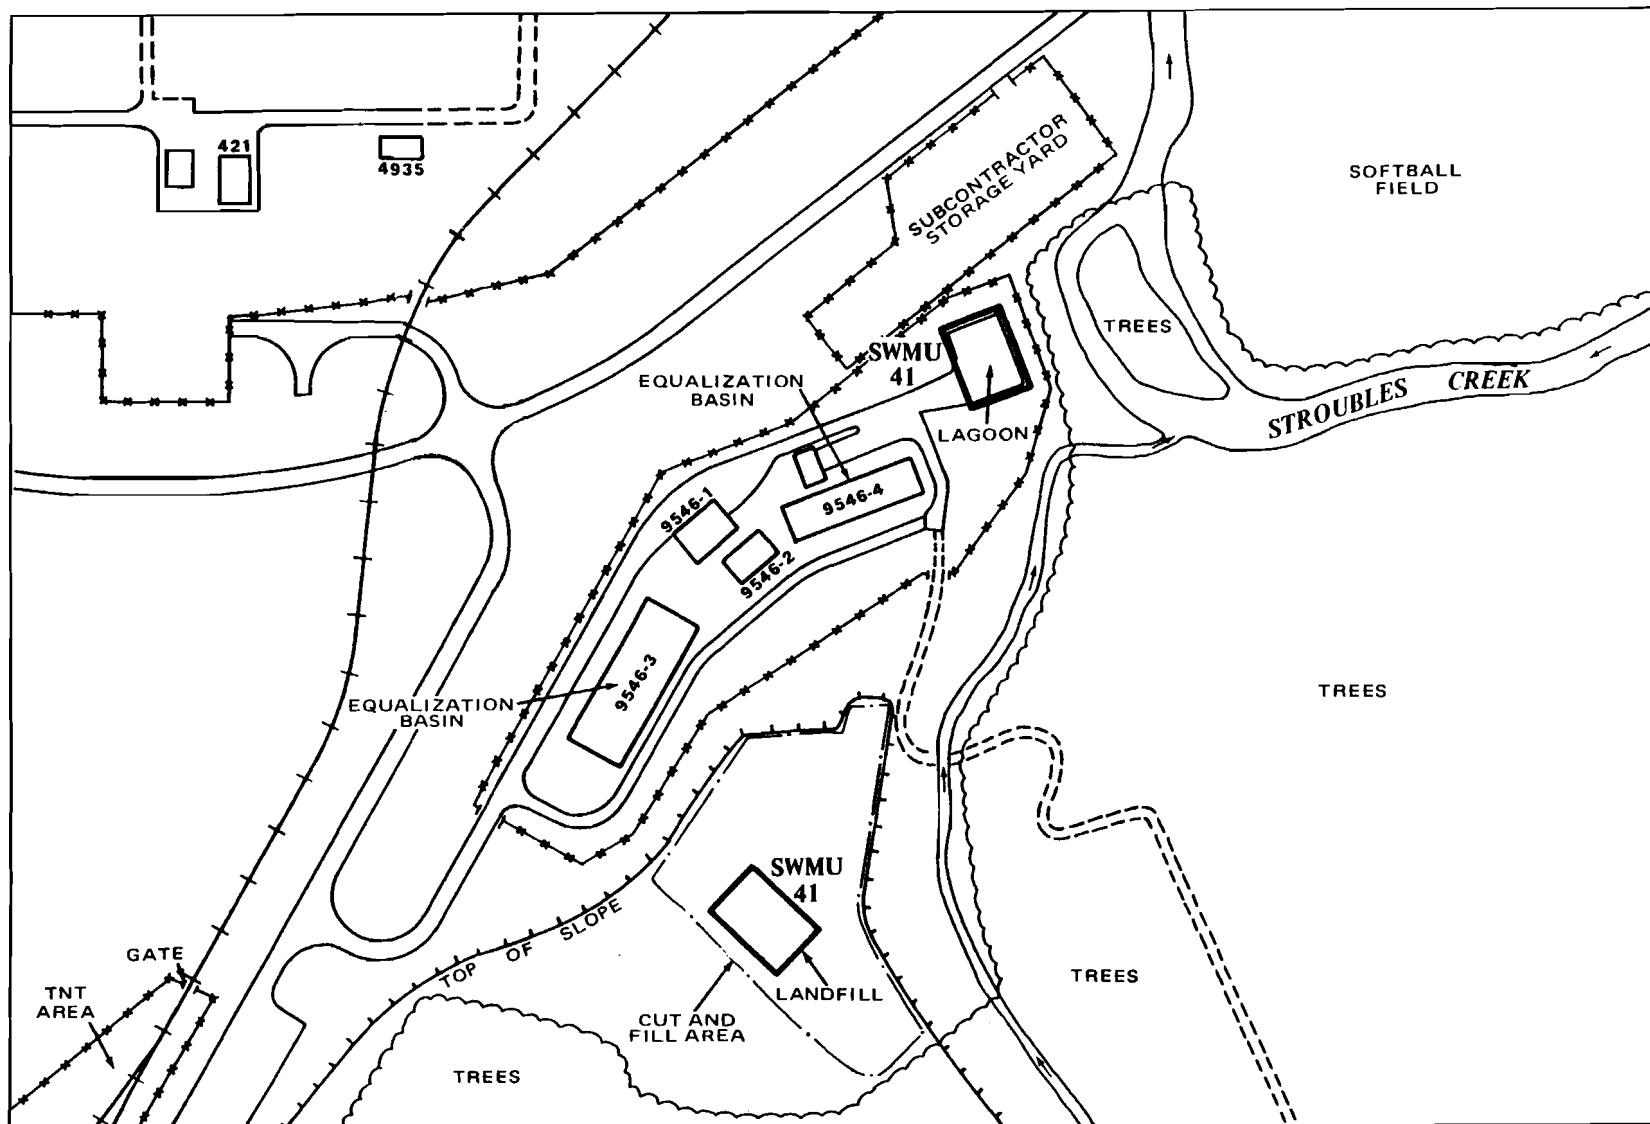 421
4935
SUBCONTRACTOR
STORAGE YARD
SOFTBALL
FIELD
TREES
SWMU
41
EQUALIZATION
BASIN
STROUBLES CREEK
LAGOON
9546-4
9546-1
9546-2
9546-3
EQUALIZATION
BASIN
TREES
SWMU
41
TOP OF SLOPE
GATE
TNT
AREA
LANDFILL
CUT AND
FILL AREA
TREES
TREES